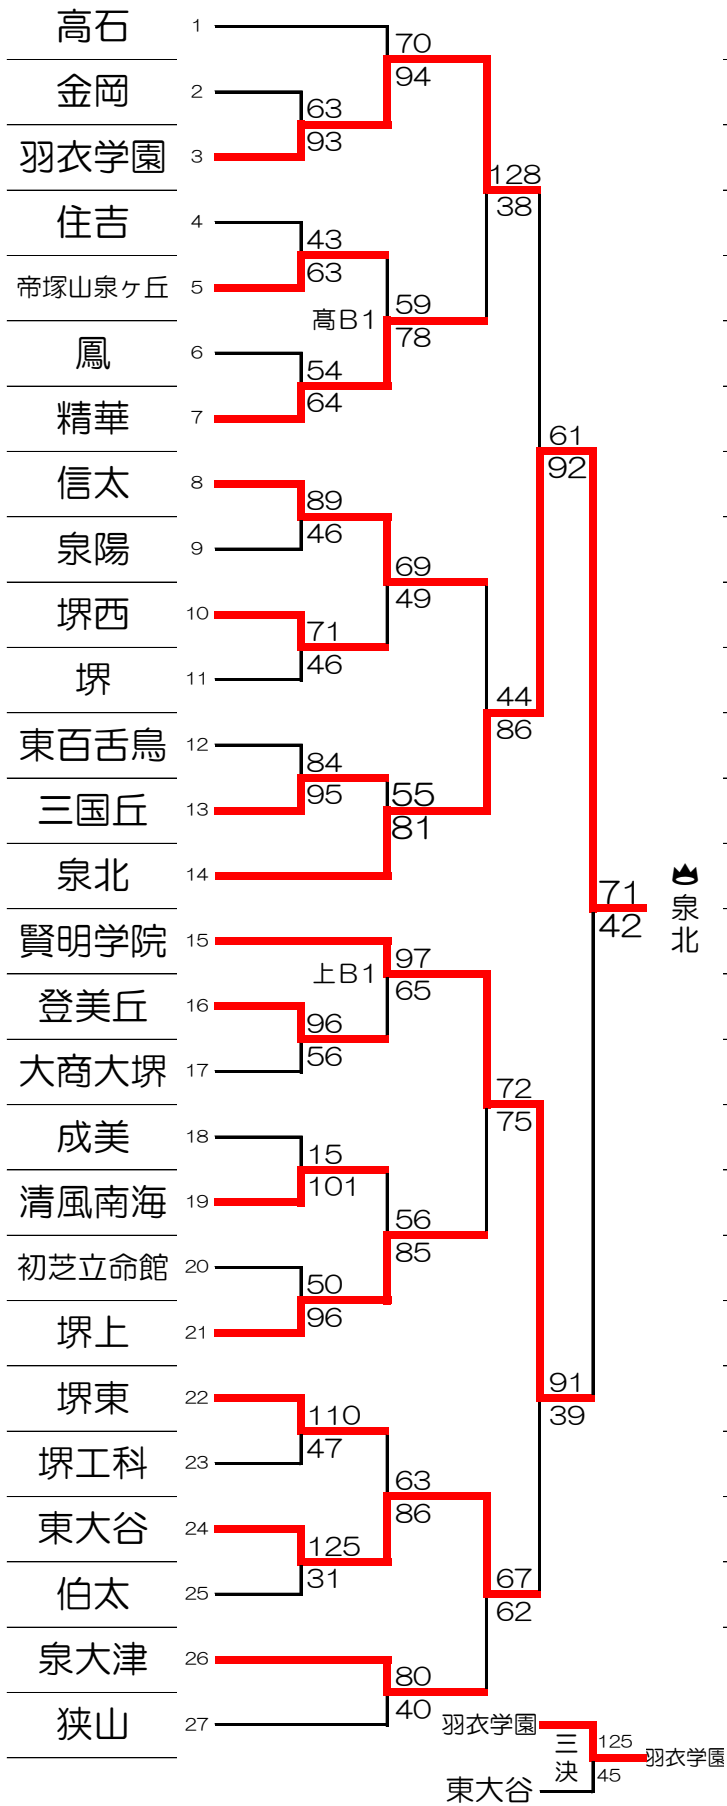 高石 1
70
94
金岡 2
63
93
羽衣学園 3
128
38
住吉 4
43
63
帝塚山泉ヶ丘 5
髙B1
59
78
鳳 6
54
64
精華 7
61
92
信太 8
89
46
泉陽 9
69
49
堺西 10
71
46
堺 11
44
86
東百舌鳥 12
84
95
三国丘 13
55
81
泉北 14
71
42
泉北
賢明学院 15
上B1
97
65
登美丘 16
96
56
大商大堺 17
72
75
成美 18
15
101
清風南海 19
56
85
初芝立命館 20
50
96
堺上 21
91
39
堺東 22
110
47
堺工科 23
63
86
東大谷 24
125
31
伯太 25
67
62
泉大津 26
80
40
狭山 27
羽衣学園
三決
125
45
羽衣学園
東大谷